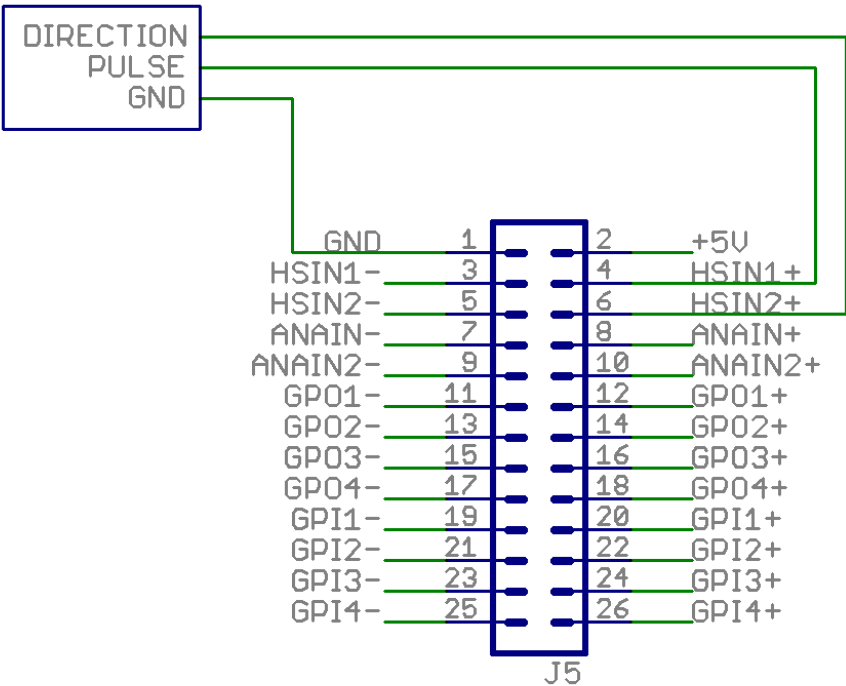 DIRECTION
PULSE
GND
GND 1 2 +5V
HSIN1- 3 4 HSIN1+
HSIN2- 5 6 HSIN2+
ANAIN- 7 8 ANAIN+
ANAIN2- 9 10 ANAIN2+
GPO1- 11 12 GPO1+
GPO2- 13 14 GPO2+
GPO3- 15 16 GPO3+
GPO4- 17 18 GPO4+
GPI1- 19 20 GPI1+
GPI2- 21 22 GPI2+
GPI3- 23 24 GPI3+
GPI4- 25 26 GPI4+
J5